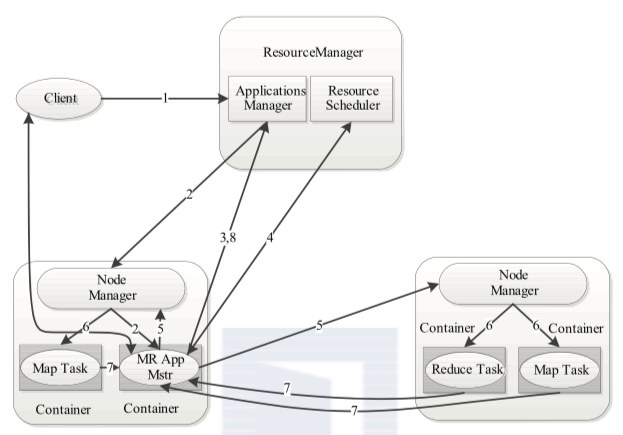 ResourceManager
Client
1
Applications
Manager
Resource
Scheduler
2
3,8
4
Node
Manager
6
2
5
Map Task
7
MR App
Mstr
Container
Container
5
Node
Manager
Container
6
6
Container
Reduce Task
Map Task
7
7